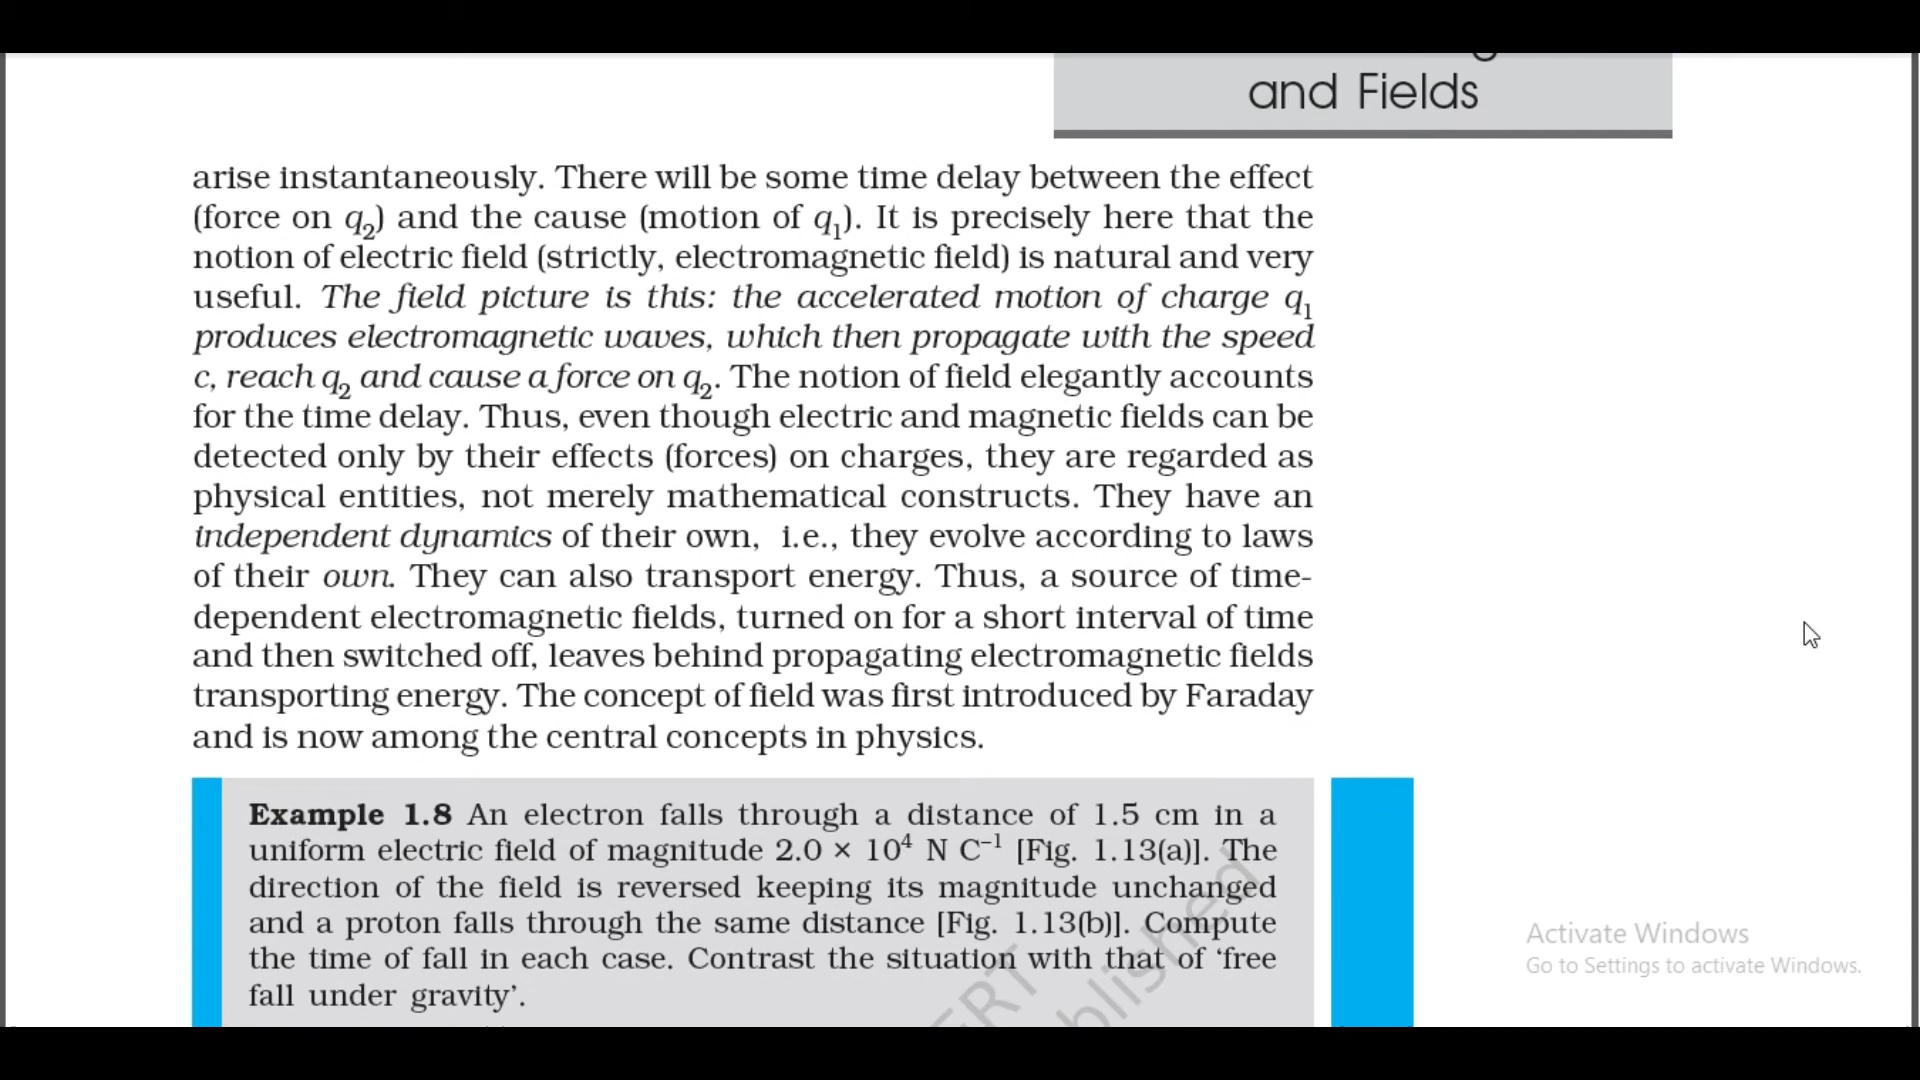 and Fields
arise instantaneously. There will be some time delay between the effect
(force on q₂) and the cause (motion of q₁). It is precisely here that the
notion of electric field (strictly, electromagnetic field) is natural and very
useful. The field picture is this: the accelerated motion of charge q₁
produces electromagnetic waves, which then propagate with the speed
c, reach q₂ and cause a force on q₂. The notion of field elegantly accounts
for the time delay. Thus, even though electric and magnetic fields can be
detected only by their effects (forces) on charges, they are regarded as
physical entities, not merely mathematical constructs. They have an
independent dynamics of their own, i.e., they evolve according to laws
of their own. They can also transport energy. Thus, a source of time-
dependent electromagnetic fields, turned on for a short interval of time
and then switched off, leaves behind propagating electromagnetic fields
transporting energy. The concept of field was first introduced by Faraday
and is now among the central concepts in physics.
Example 1.8 An electron falls through a distance of 1.5 cm in a
uniform electric field of magnitude 2.0 × 10⁴ N C⁻¹ [Fig. 1.13(a)]. The
direction of the field is reversed keeping its magnitude unchanged
and a proton falls through the same distance [Fig. 1.13(b)]. Compute
the time of fall in each case. Contrast the situation with that of ‘free
fall under gravity’.
Activate Windows
Go to Settings to activate Windows.